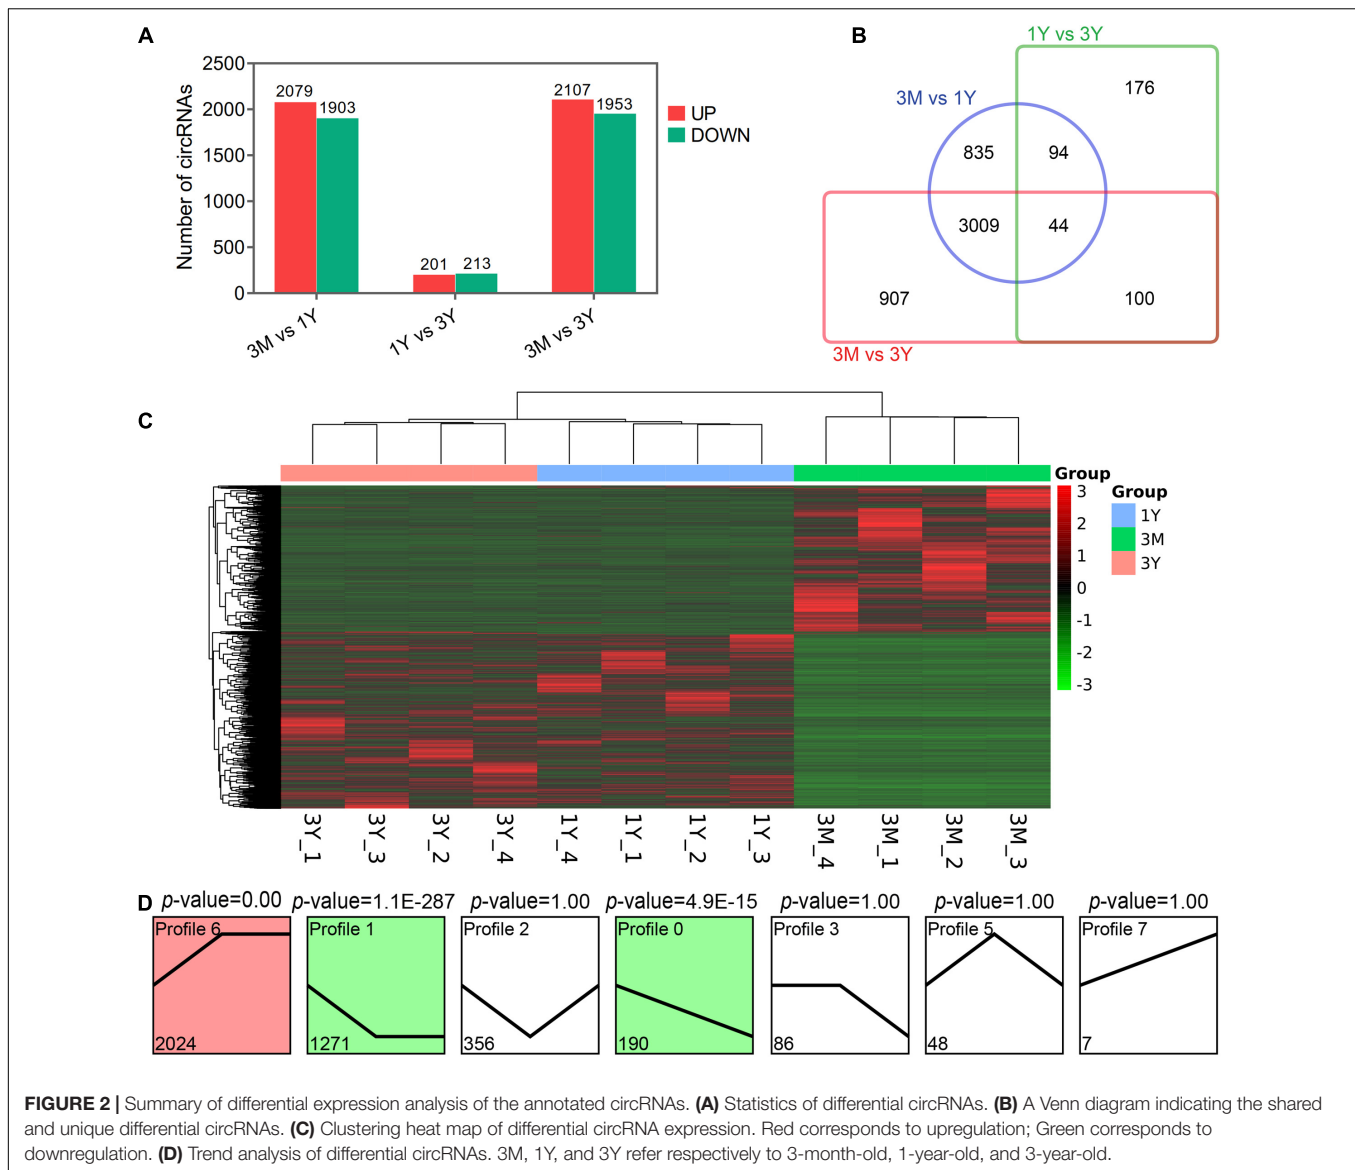 A
Number of circRNAs
2500
2000
1500
1000
500
0
2079
1903
201
213
2107
1953
3M vs 1Y
1Y vs 3Y
3M vs 3Y
UP
DOWN
B
1Y vs 3Y
3M vs 1Y
176
835
94
3009
44
907
100
3M vs 3Y
C
Group
3
2
1
0
-1
-2
-3
Group
1Y
3M
3Y
3Y_1
3Y_3
3Y_2
3Y_4
1Y_4
1Y_1
1Y_2
1Y_3
3M_4
3M_1
3M_2
3M_3
D
p-value=0.00
Profile 6
2024
p-value=1.1E-287
Profile 1
1271
p-value=1.00
Profile 2
356
p-value=4.9E-15
Profile 0
190
p-value=1.00
Profile 3
86
p-value=1.00
Profile 5
48
p-value=1.00
Profile 7
7
FIGURE 2 | Summary of differential expression analysis of the annotated circRNAs. (A) Statistics of differential circRNAs. (B) A Venn diagram indicating the shared
and unique differential circRNAs. (C) Clustering heat map of differential circRNA expression. Red corresponds to upregulation; Green corresponds to
downregulation. (D) Trend analysis of differential circRNAs. 3M, 1Y, and 3Y refer respectively to 3-month-old, 1-year-old, and 3-year-old.